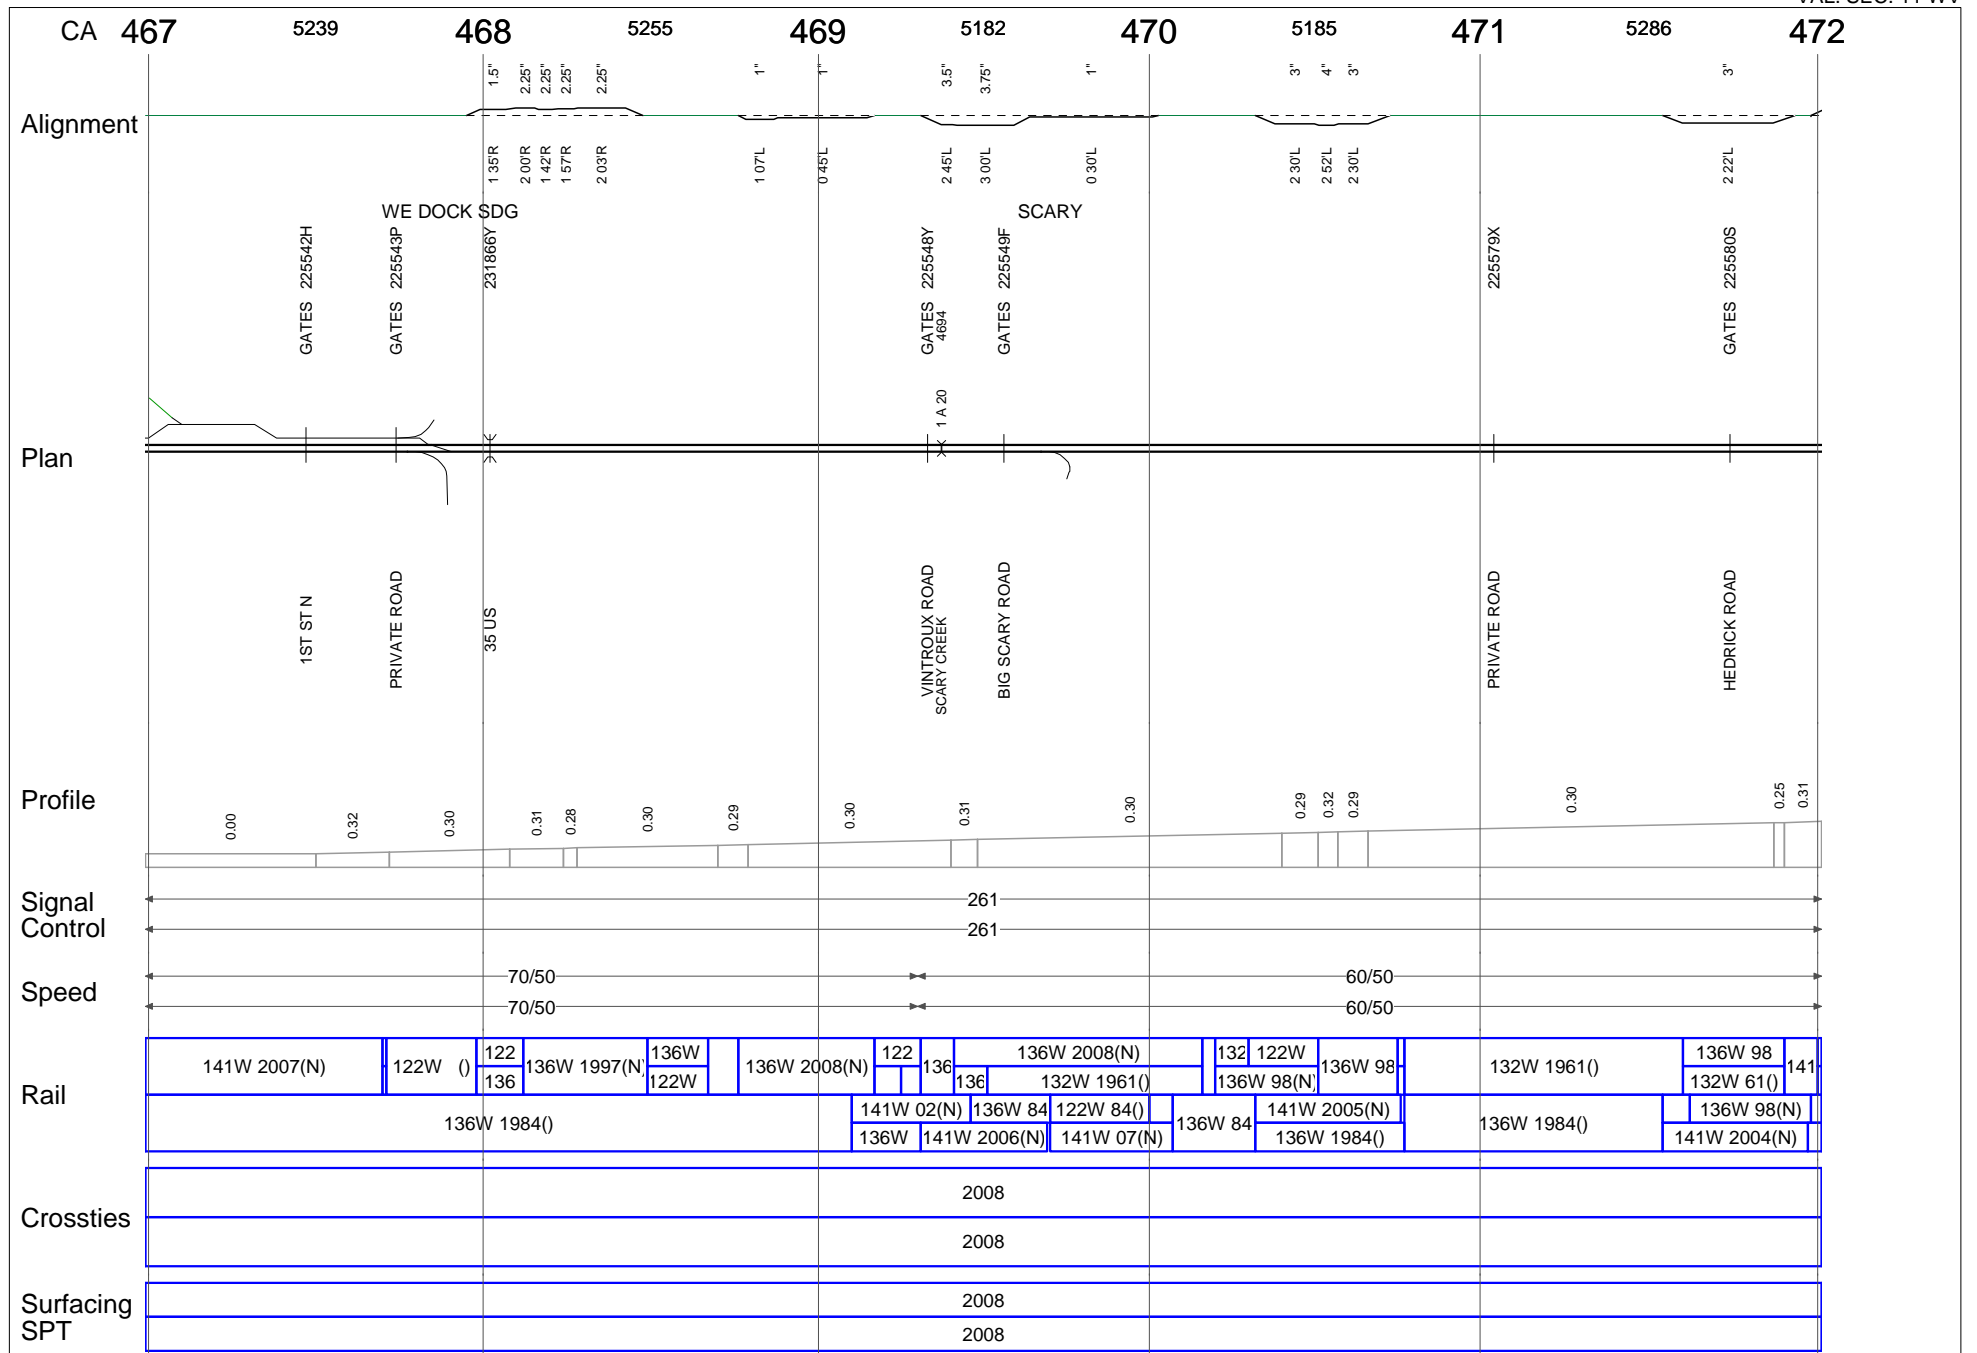 CA 467 5239 468 5255 469 5182 470 5185 471 5286 472
1.5" 2.25" 2.25" 2.25" 2.25" 1" 1" 3.5" 3.75" 1" 3" 4" 3" 3"
Alignment
1 35'R 2 00'R 1 42'R 1 57'R 2 03'R 1 07'L 0 45'L 2 45'L 3 00'L 0 30'L 2 30'L 2 52'L 2 30'L 2 22'L
WE DOCK SDG SCARY
GATES 225542H
GATES 225543P
231866Y
GATES 225548Y
4694
GATES 225549F
225579X
GATES 225580S
1 A 20
Plan
1ST ST N
PRIVATE ROAD
35 US
VINTROUX ROAD
SCARY CREEK
BIG SCARY ROAD
PRIVATE ROAD
HEDRICK ROAD
Profile
0.00 0.32 0.30 0.31 0.28 0.30 0.29 0.30 0.31 0.30 0.29 0.32 0.29 0.30 0.25 0.31
Signal 261
Control 261
Speed
70/50 60/50
70/50 60/50
Rail
141W 2007(N) 122W () 122 136W 1997(N) 136W 136W 2008(N) 122 136 136W 2008(N) 132 122W 136W 98 132W 1961() 136W 98 141
136 122W 136 132W 1961() 136W 98(N) 132W 61()
136W 1984() 141W 02(N) 136W 84 122W 84() 136W 84 141W 2005(N) 136W 1984() 136W 98(N)
136W 141W 2006(N) 141W 07(N) 136W 1984() 141W 2004(N)
Crossties
2008
2008
Surfacing 2008
SPT 2008